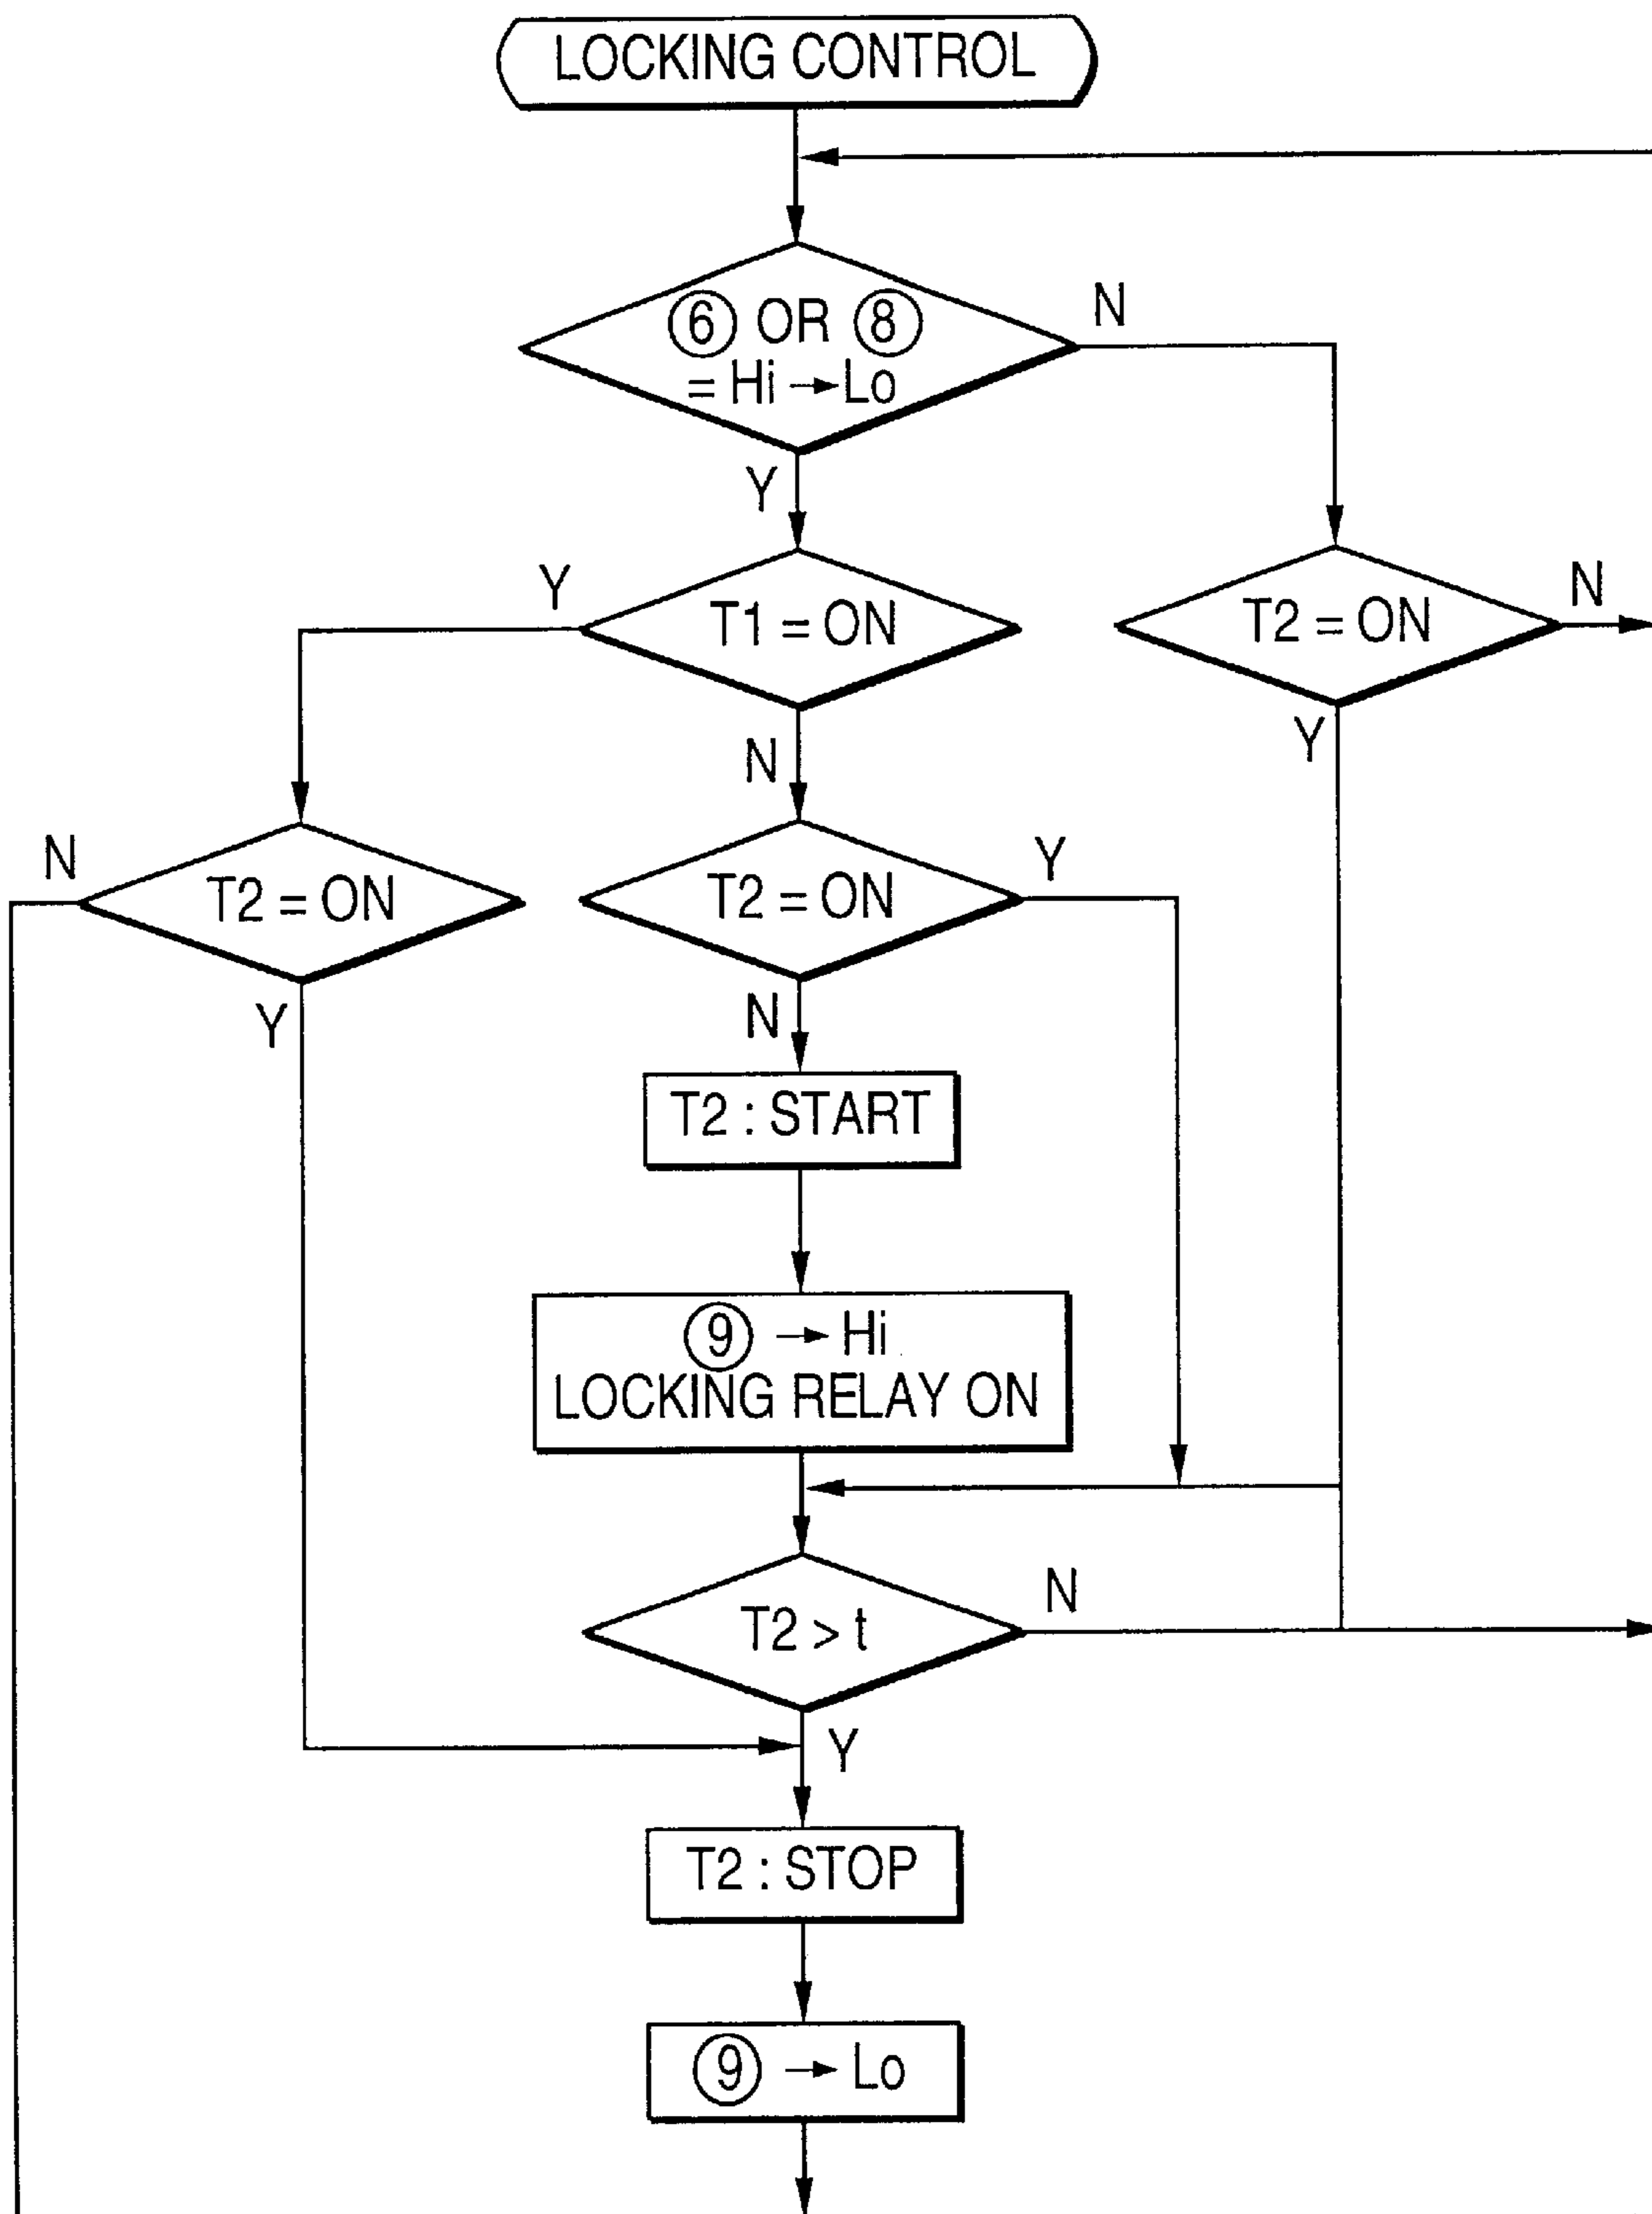 LOCKING CONTROL
⑥ OR ⑧
= Hi → Lo
N
Y
Y
T1 = ON
T2 = ON
N
N
Y
N
T2 = ON
T2 = ON
Y
Y
N
T2 : START
⑨ → Hi
LOCKING RELAY ON
T2 > t
N
Y
T2 : STOP
⑨ → Lo